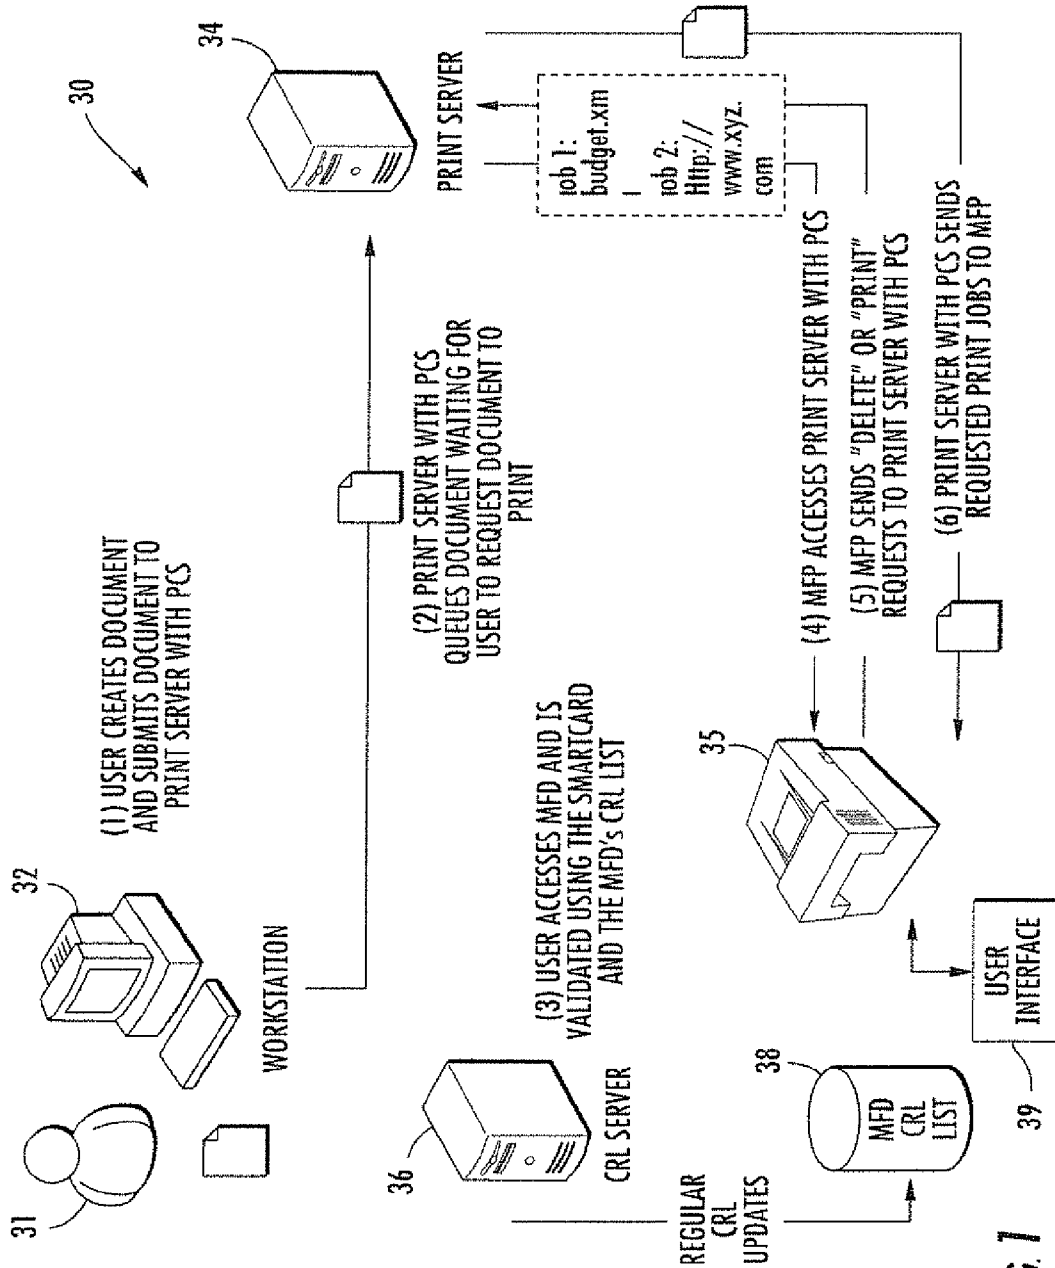 30
34
PRINT SERVER
job 1:
budget.xm
l
job 2:
Http://
www.xyz.
com
31
32
WORKSTATION
(1) USER CREATES DOCUMENT
AND SUBMITS DOCUMENT TO
PRINT SERVER WITH PCS
(2) PRINT SERVER WITH PCS
QUEUES DOCUMENT WAITING FOR
USER TO REQUEST DOCUMENT TO
PRINT
36
CRL SERVER
(3) USER ACCESSES MFD AND IS
VALIDATED USING THE SMARTCARD
AND THE MFD's CRL LIST
REGULAR
CRL
UPDATES
38
MFD
CRL
LIST
35
(4) MFP ACCESSES PRINT SERVER WITH PCS
(5) MFP SENDS "DELETE" OR "PRINT"
REQUESTS TO PRINT SERVER WITH PCS
(6) PRINT SERVER WITH PCS SENDS
REQUESTED PRINT JOBS TO MFP
USER
INTERFACE
39
G. 1